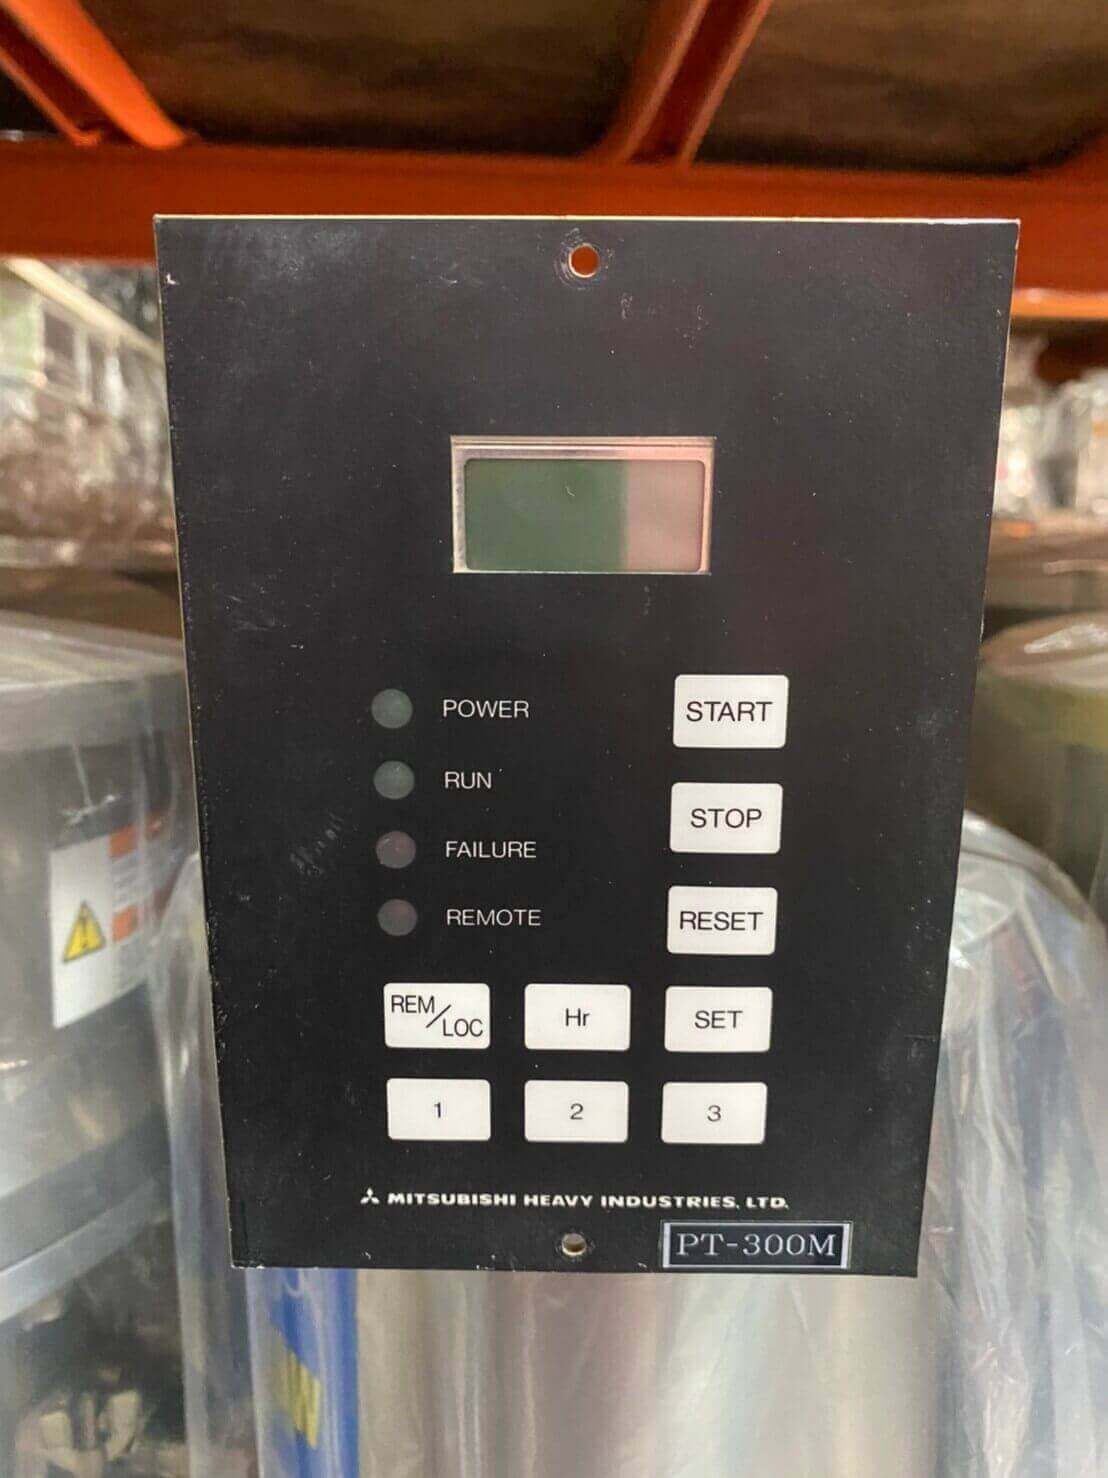 POWER
START
RUN
STOP
FAILURE
RESET
REMOTE
REM/LOC
Hr
SET
1
2
3
MITSUBISHI HEAVY INDUSTRIES, LTD.
PT-300M